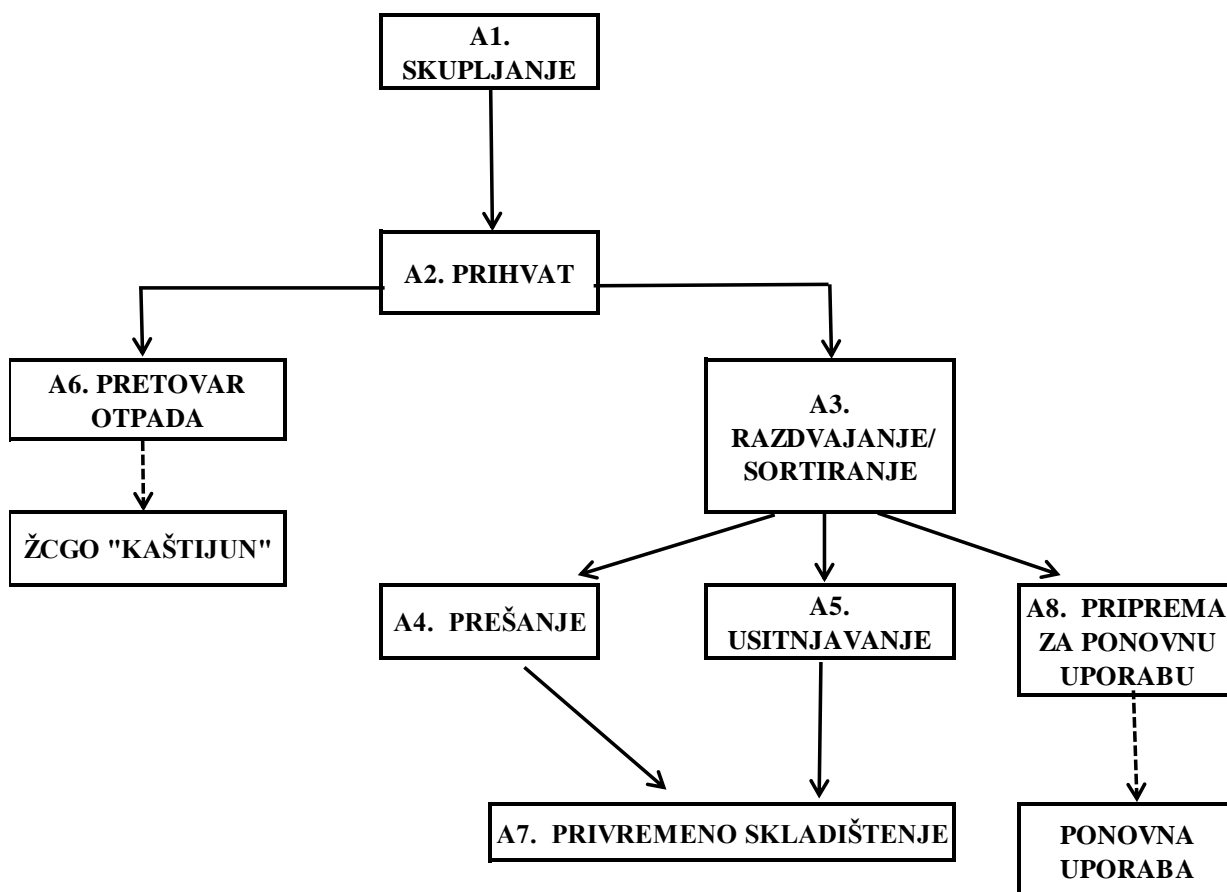 A1.
SKUPLJANJE
A2. PRIHVAT
A6. PRETOVAR
OTPADA
A3.
RAZDVAJANJE/
SORTIRANJE
ŽCGO "KAŠTIJUN"
A4. PREŠANJE
A5.
USITNJAVANJE
A8. PRIPREMA
ZA PONOVNU
UPORABU
A7. PRIVREMENO SKLADIŠTENJE
PONOVNA
UPORABA